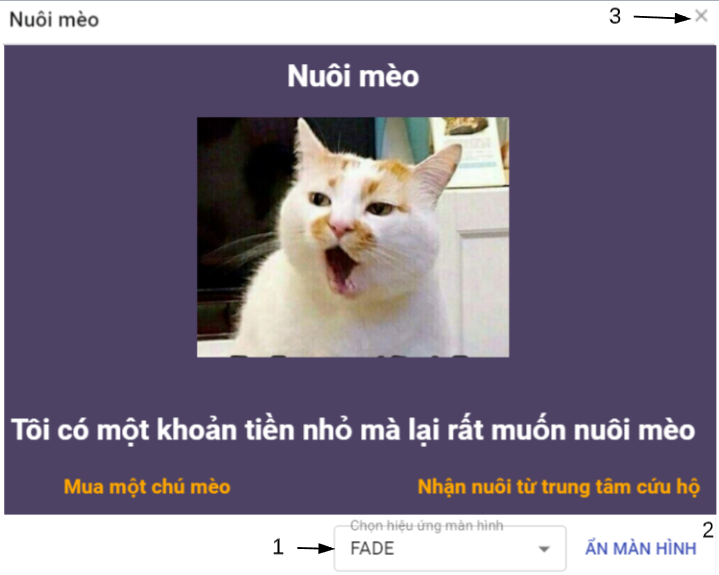 Nuôi mèo
3
Nuôi mèo
Tôi có một khoản tiền nhỏ mà lại rất muốn nuôi mèo
Mua một chú mèo
Nhận nuôi từ trung tâm cứu hộ
Chọn hiệu ứng màn hình
1
FADE
ẨN MÀN HÌNH
2